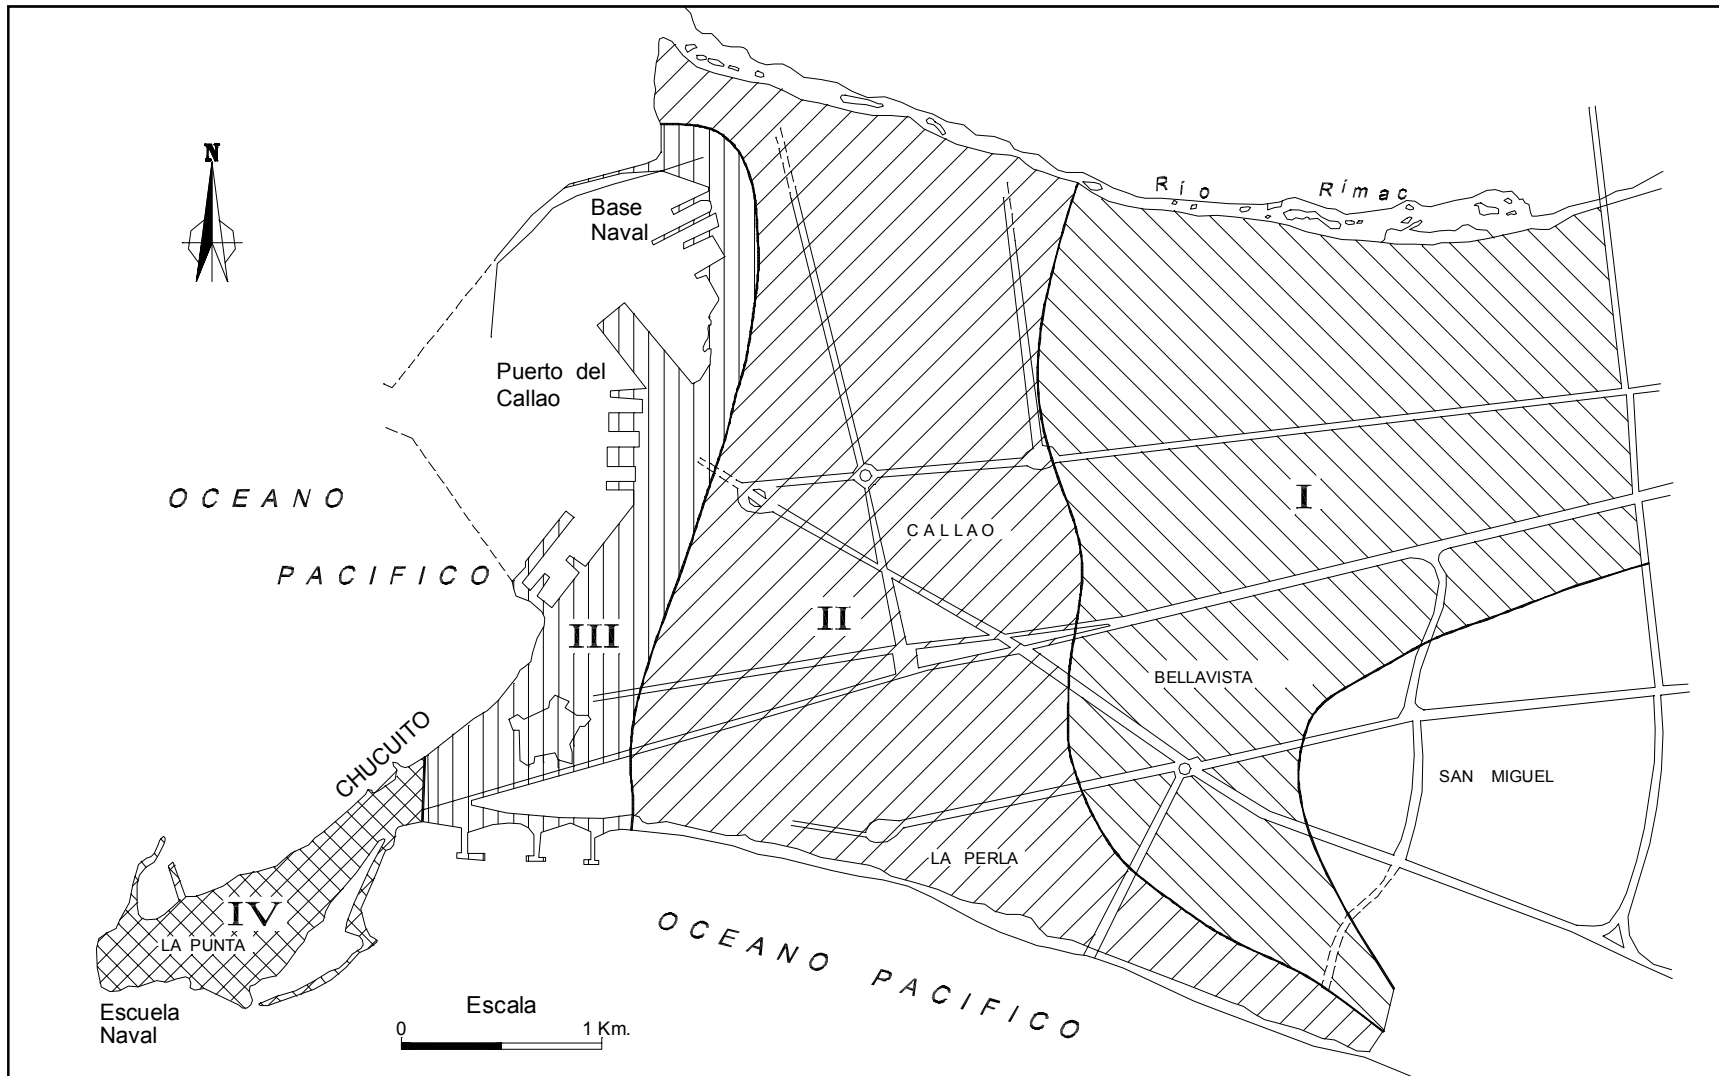 N
Río Rímac
Base
Naval
Puerto del
Callao
OCEANO
PACIFICO
I
CALLAO
II
III
BELLAVISTA
CHUCUITO
SAN MIGUEL
LA PERLA
IV
LA PUNTA
OCEANO PACIFICO
Escuela
Naval
Escala
0 1 Km.